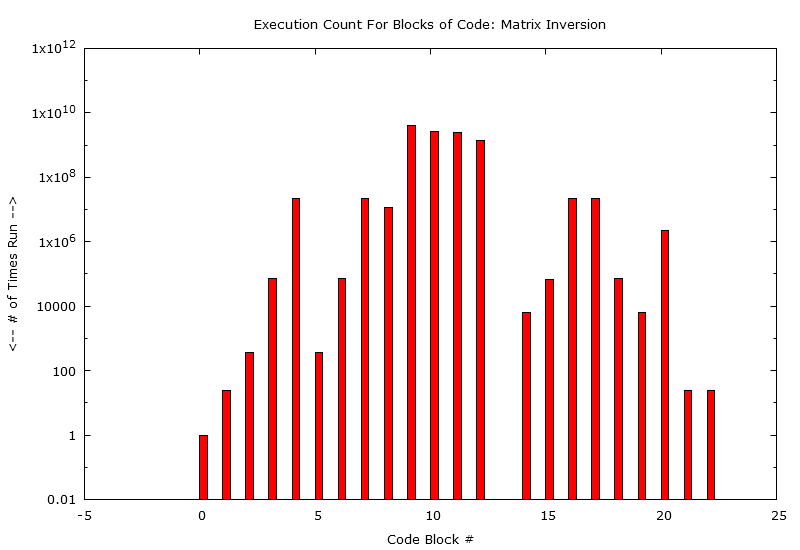 Execution Count For Blocks of Code: Matrix Inversion
1x10^12
1x10^10
1x10^8
1x10^6
10000
100
1
0.01
<-- # of Times Run -->
-5 0 5 10 15 20 25
Code Block #